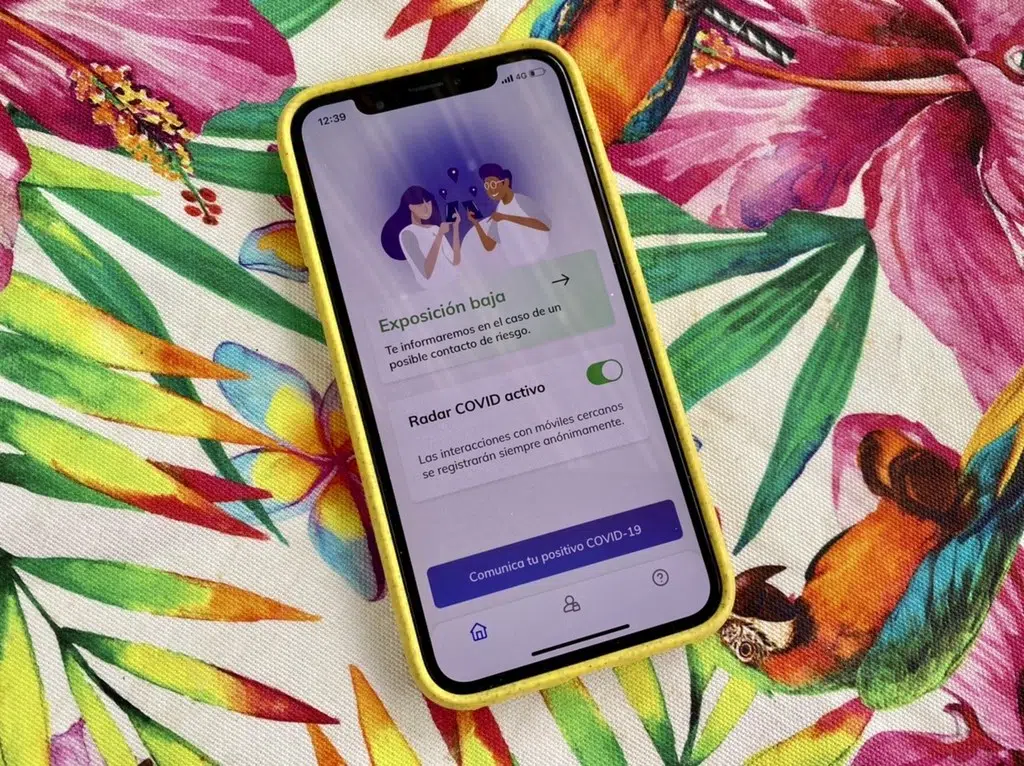 12:39
4G
Exposición baja
Te informaremos en el caso de un
posible contacto de riesgo.
Radar COVID activo
Las interacciones con móviles cercanos
se registrarán siempre anónimamente.
Comunica tu positivo COVID-19